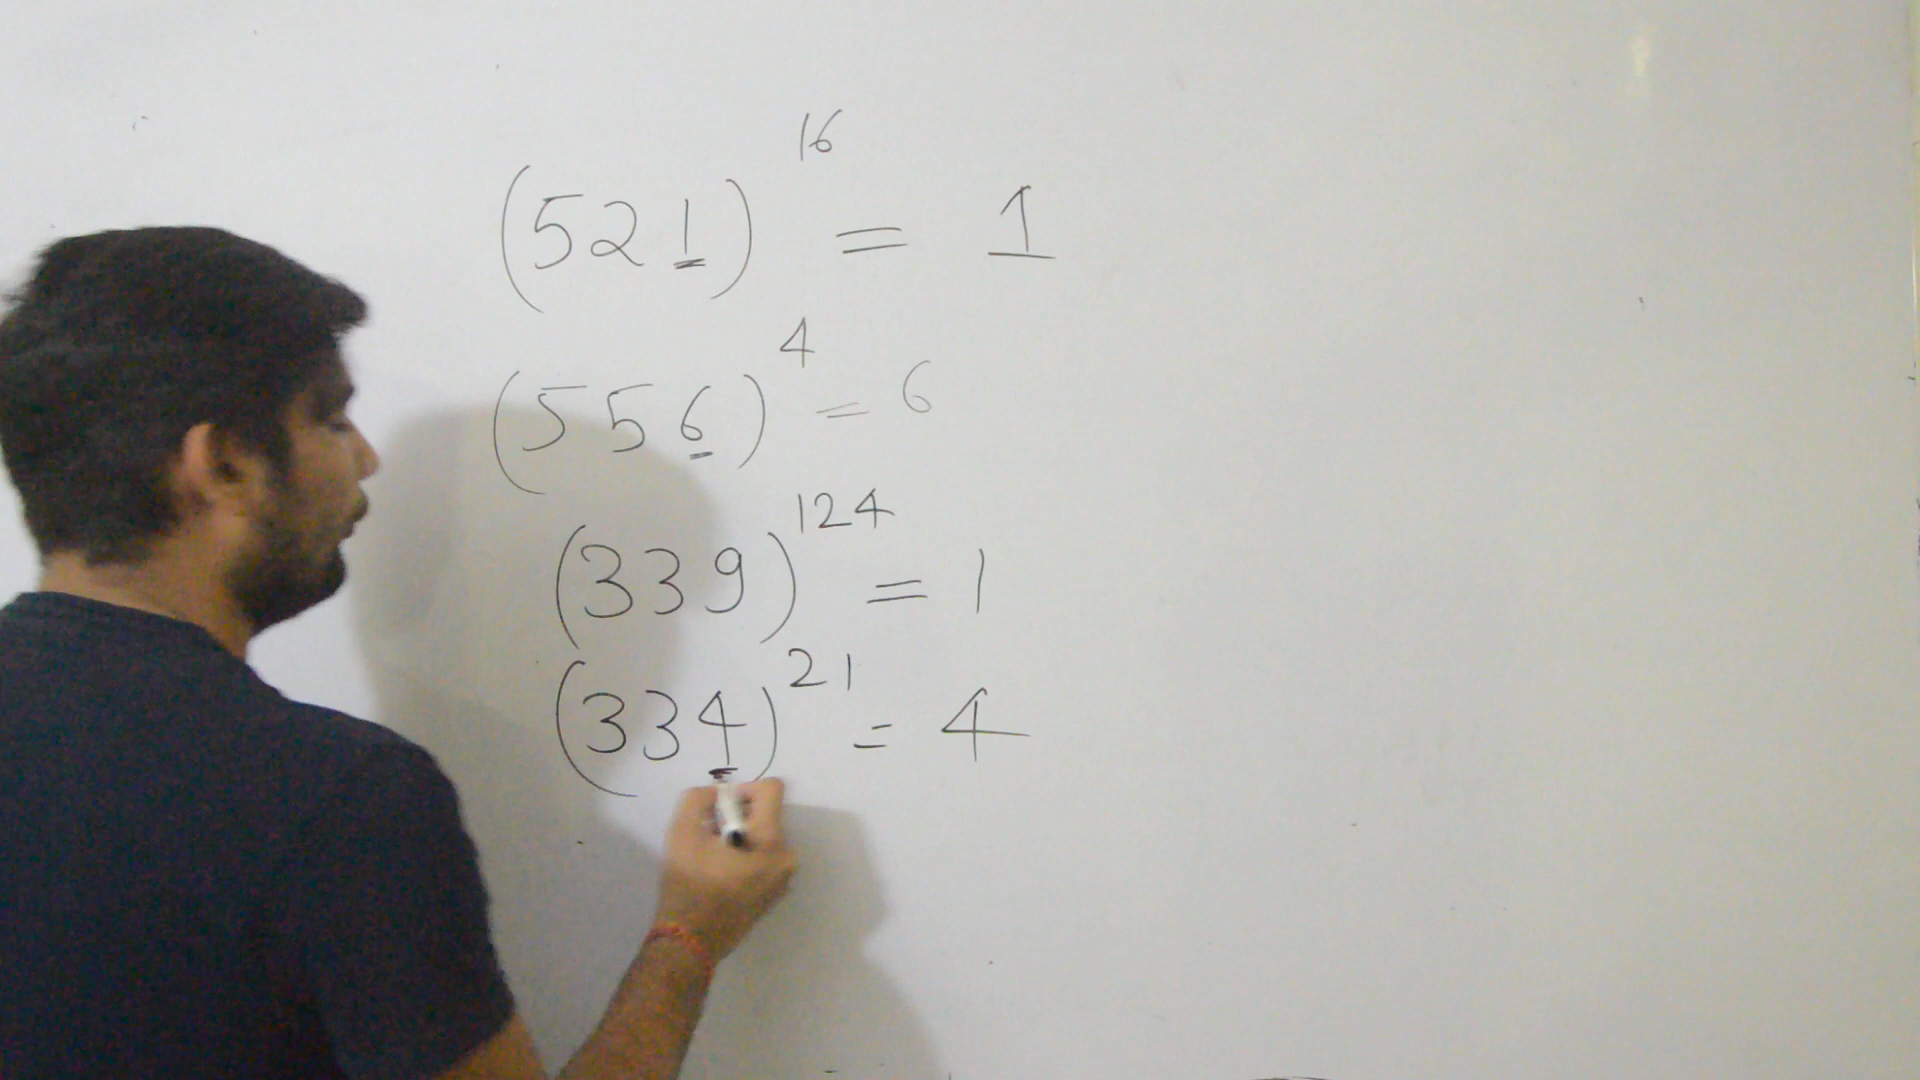 (521)^16 = 1
(556)^4 = 6
(339)^124 = 1
(334)^21 = 4